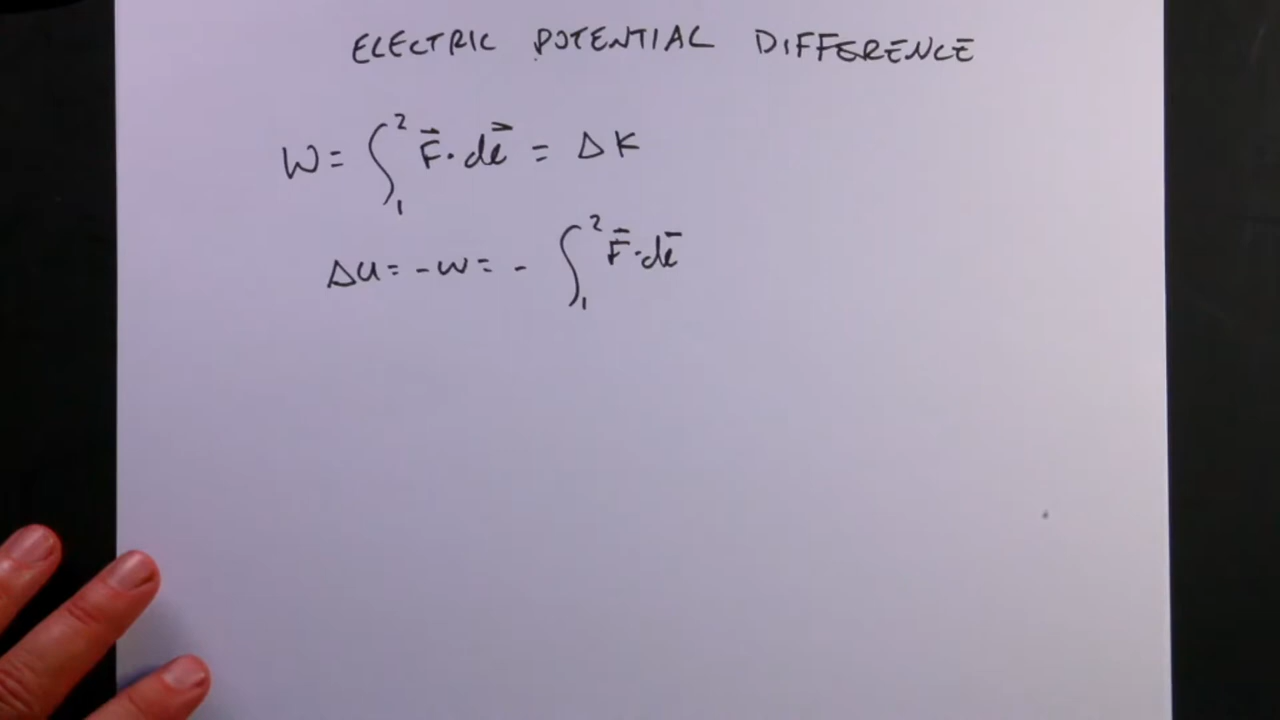 ELECTRIC POTENTIAL DIFFERENCE
W = ∫₁² F⃗ · dℓ⃗ = ΔK
ΔU = -W = - ∫₁² F̄ · dℓ̄